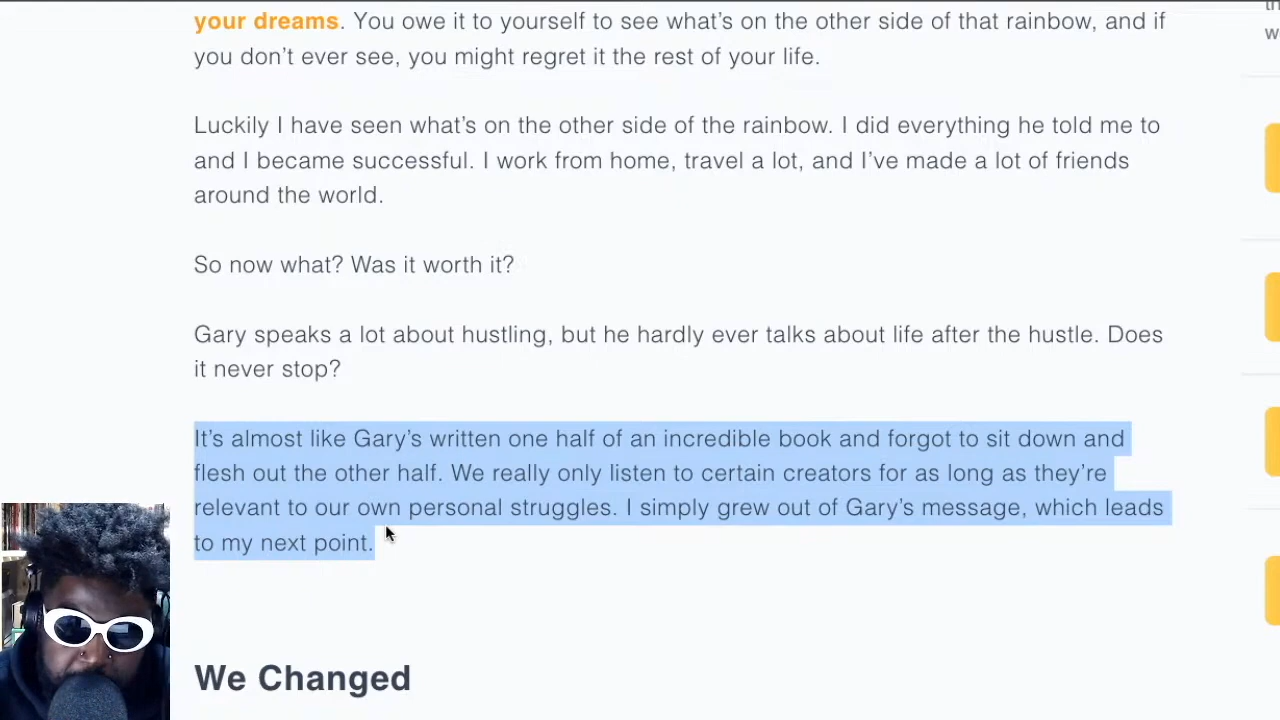 your dreams. You owe it to yourself to see what’s on the other side of that rainbow, and if
you don’t ever see, you might regret it the rest of your life.
Luckily I have seen what’s on the other side of the rainbow. I did everything he told me to
and I became successful. I work from home, travel a lot, and I’ve made a lot of friends
around the world.
So now what? Was it worth it?
Gary speaks a lot about hustling, but he hardly ever talks about life after the hustle. Does
it never stop?
It’s almost like Gary’s written one half of an incredible book and forgot to sit down and
flesh out the other half. We really only listen to certain creators for as long as they’re
relevant to our own personal struggles. I simply grew out of Gary’s message, which leads
to my next point.
We Changed